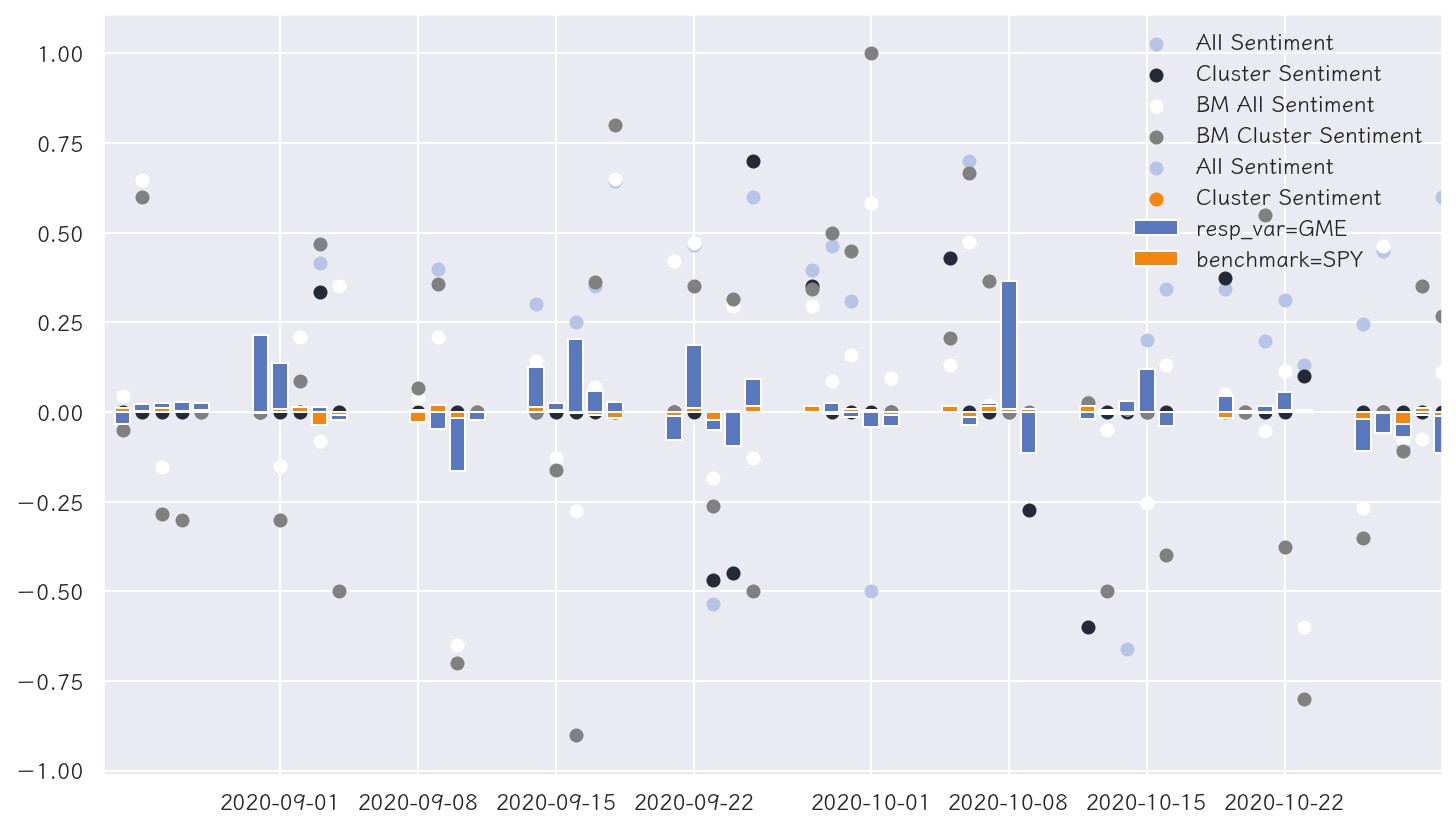 1.00
0.75
0.50
0.25
0.00
−0.25
−0.50
−0.75
−1.00
All Sentiment
Cluster Sentiment
BM All Sentiment
BM Cluster Sentiment
All Sentiment
Cluster Sentiment
resp_var=GME
benchmark=SPY
2020-09-01 2020-09-08 2020-09-15 2020-09-22 2020-10-01 2020-10-08 2020-10-15 2020-10-22